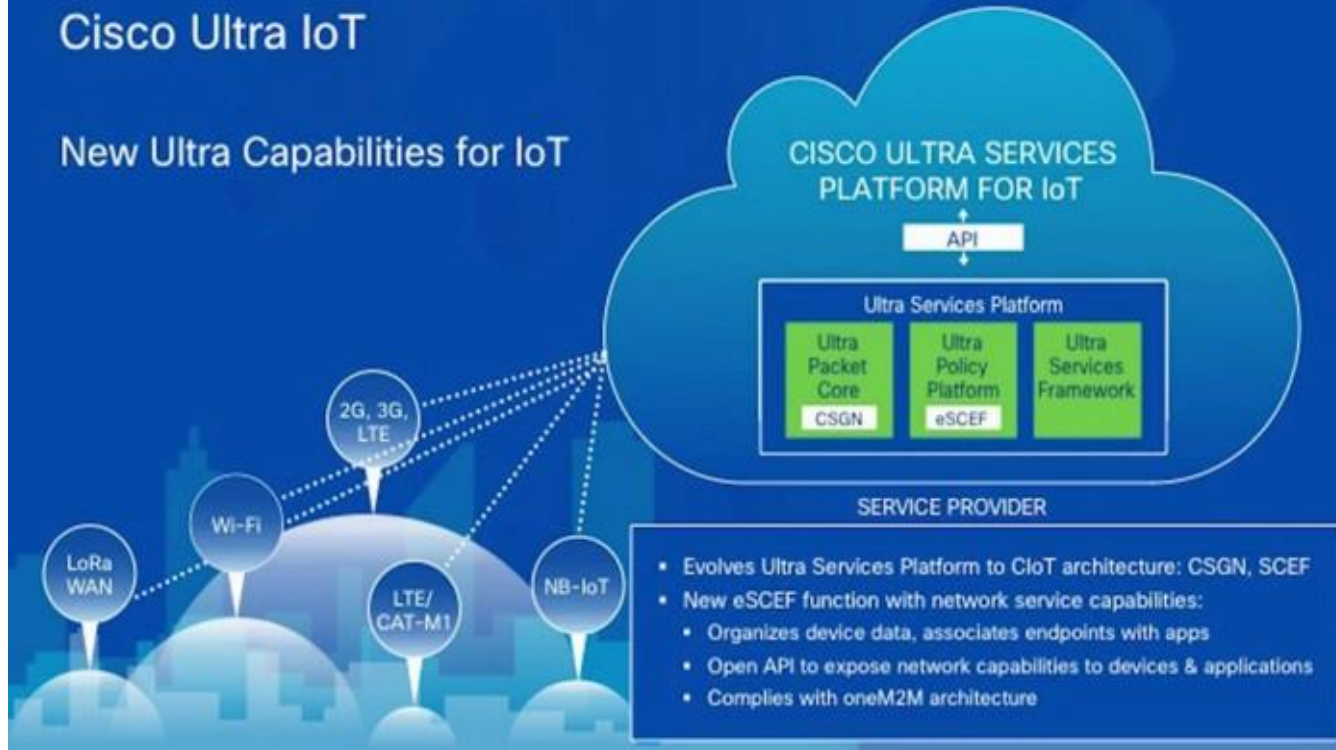 Cisco Ultra IoT
New Ultra Capabilities for IoT
CISCO ULTRA SERVICES
PLATFORM FOR IoT
API
Ultra Services Platform
Ultra
Packet
Core
CSGN
Ultra
Policy
Platform
eSCEF
Ultra
Services
Framework
SERVICE PROVIDER
2G, 3G,
LTE
Wi-Fi
LoRa
WAN
LTE/
CAT-M1
NB-IoT
▪ Evolves Ultra Services Platform to CIoT architecture: CSGN, SCEF
▪ New eSCEF function with network service capabilities:
▪ Organizes device data, associates endpoints with apps
▪ Open API to expose network capabilities to devices & applications
▪ Complies with oneM2M architecture